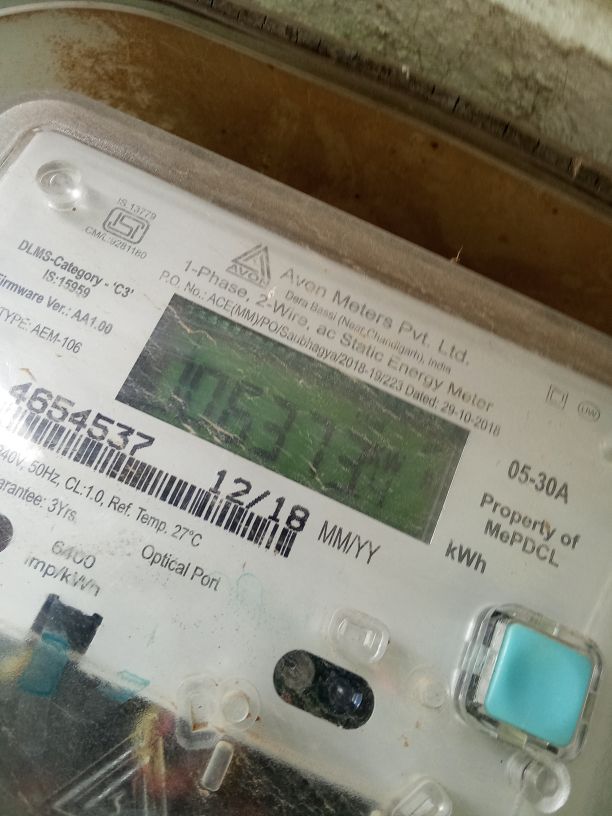 IS:13779
CM/L:9281180
AVON
Avon Meters Pvt. Ltd.
Dera Bassi (Near Chandigarh), India
1-Phase, 2-Wire, ac Static Energy Meter
P.O. No.: ACE(MM)/PO/Saubhagya/2018-19/223 Dated: 29-10-2018
DLMS-Category - 'C3'
IS:15959
Firmware Ver.: AA1.00
TYPE: AEM-106
4654537
12/18 MM/YY
240V, 50Hz, CL:1.0, Ref. Temp. 27°C
3Yrs
6400
imp/kWh
Optical Port
05-30A
Property of
MePDCL
kWh